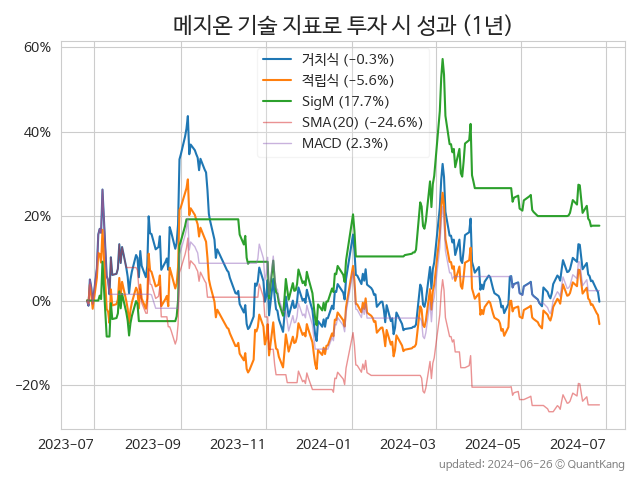 메지온 기술 지표로 투자 시 성과 (1년)
60%
40%
20%
0%
−20%
거치식 (−0.3%)
적립식 (−5.6%)
SigM (17.7%)
SMA(20) (−24.6%)
MACD (2.3%)
2023-07
2023-09
2023-11
2024-01
2024-03
2024-05
2024-07
updated: 2024-06-26 ⓒ QuantKang